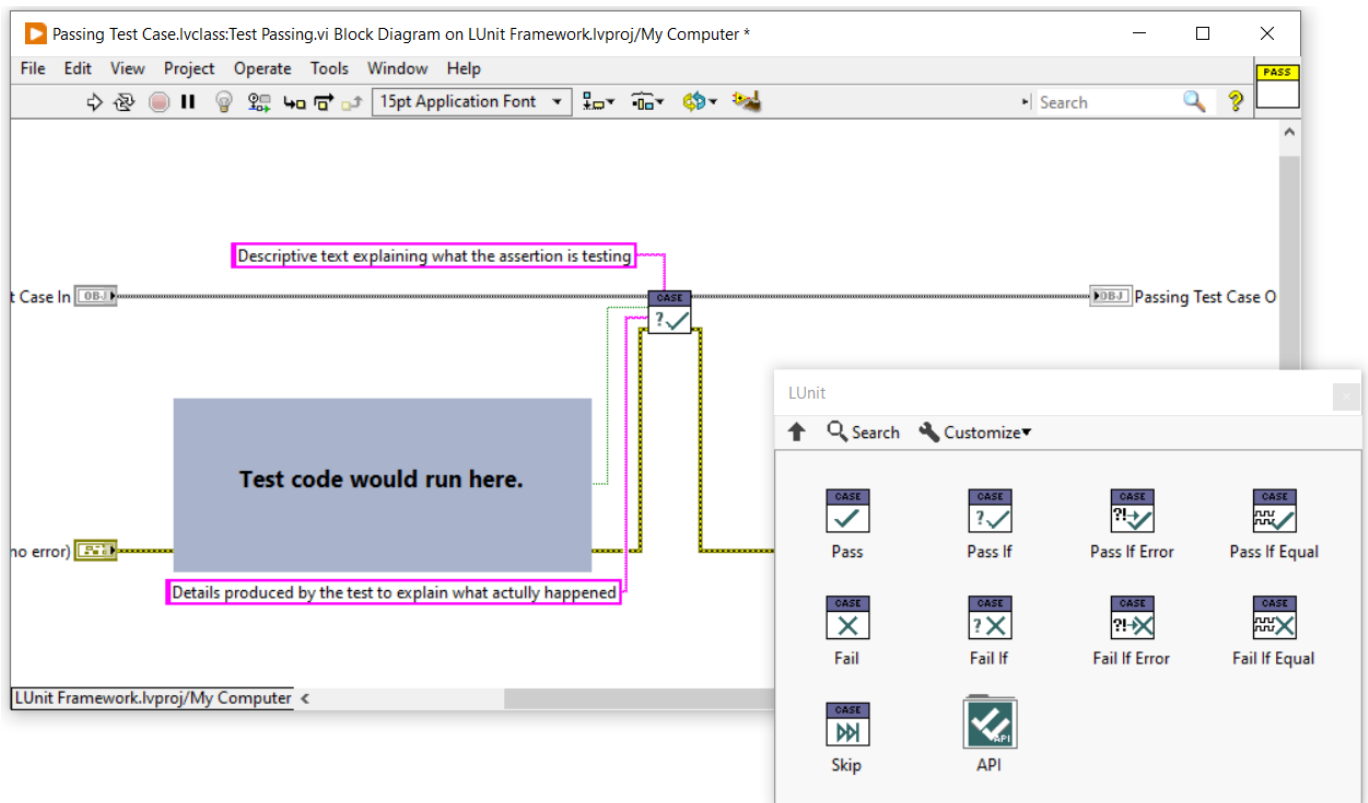 Passing Test Case.lvclass:Test Passing.vi Block Diagram on LUnit Framework.lvproj/My Computer *
File Edit View Project Operate Tools Window Help
PASS
15pt Application Font
Search
Descriptive text explaining what the assertion is testing
t Case In OBJ
CASE
OBJ Passing Test Case O
Test code would run here.
no error)
Details produced by the test to explain what actully happened
LUnit Framework.lvproj/My Computer
LUnit
Search Customize
CASE CASE CASE CASE
Pass Pass If Pass If Error Pass If Equal
CASE CASE CASE CASE
Fail Fail If Fail If Error Fail If Equal
CASE API
Skip API